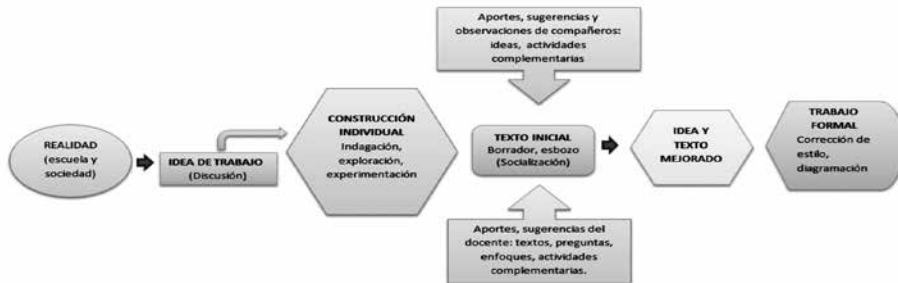 Aportes, sugerencias y
observaciones de compañeros:
ideas, actividades
complementarias
REALIDAD
(escuela y
sociedad)
IDEA DE TRABAJO
(Discusión)
CONSTRUCCIÓN
INDIVIDUAL
Indagación,
exploración,
experimentación
TEXTO INICIAL
Borrador, esbozo
(Socialización)
IDEA Y
TEXTO
MEJORADO
TRABAJO
FORMAL
Corrección de
estilo,
diagramación
Aportes, sugerencias del
docente: textos, preguntas,
enfoques, actividades
complementarias.